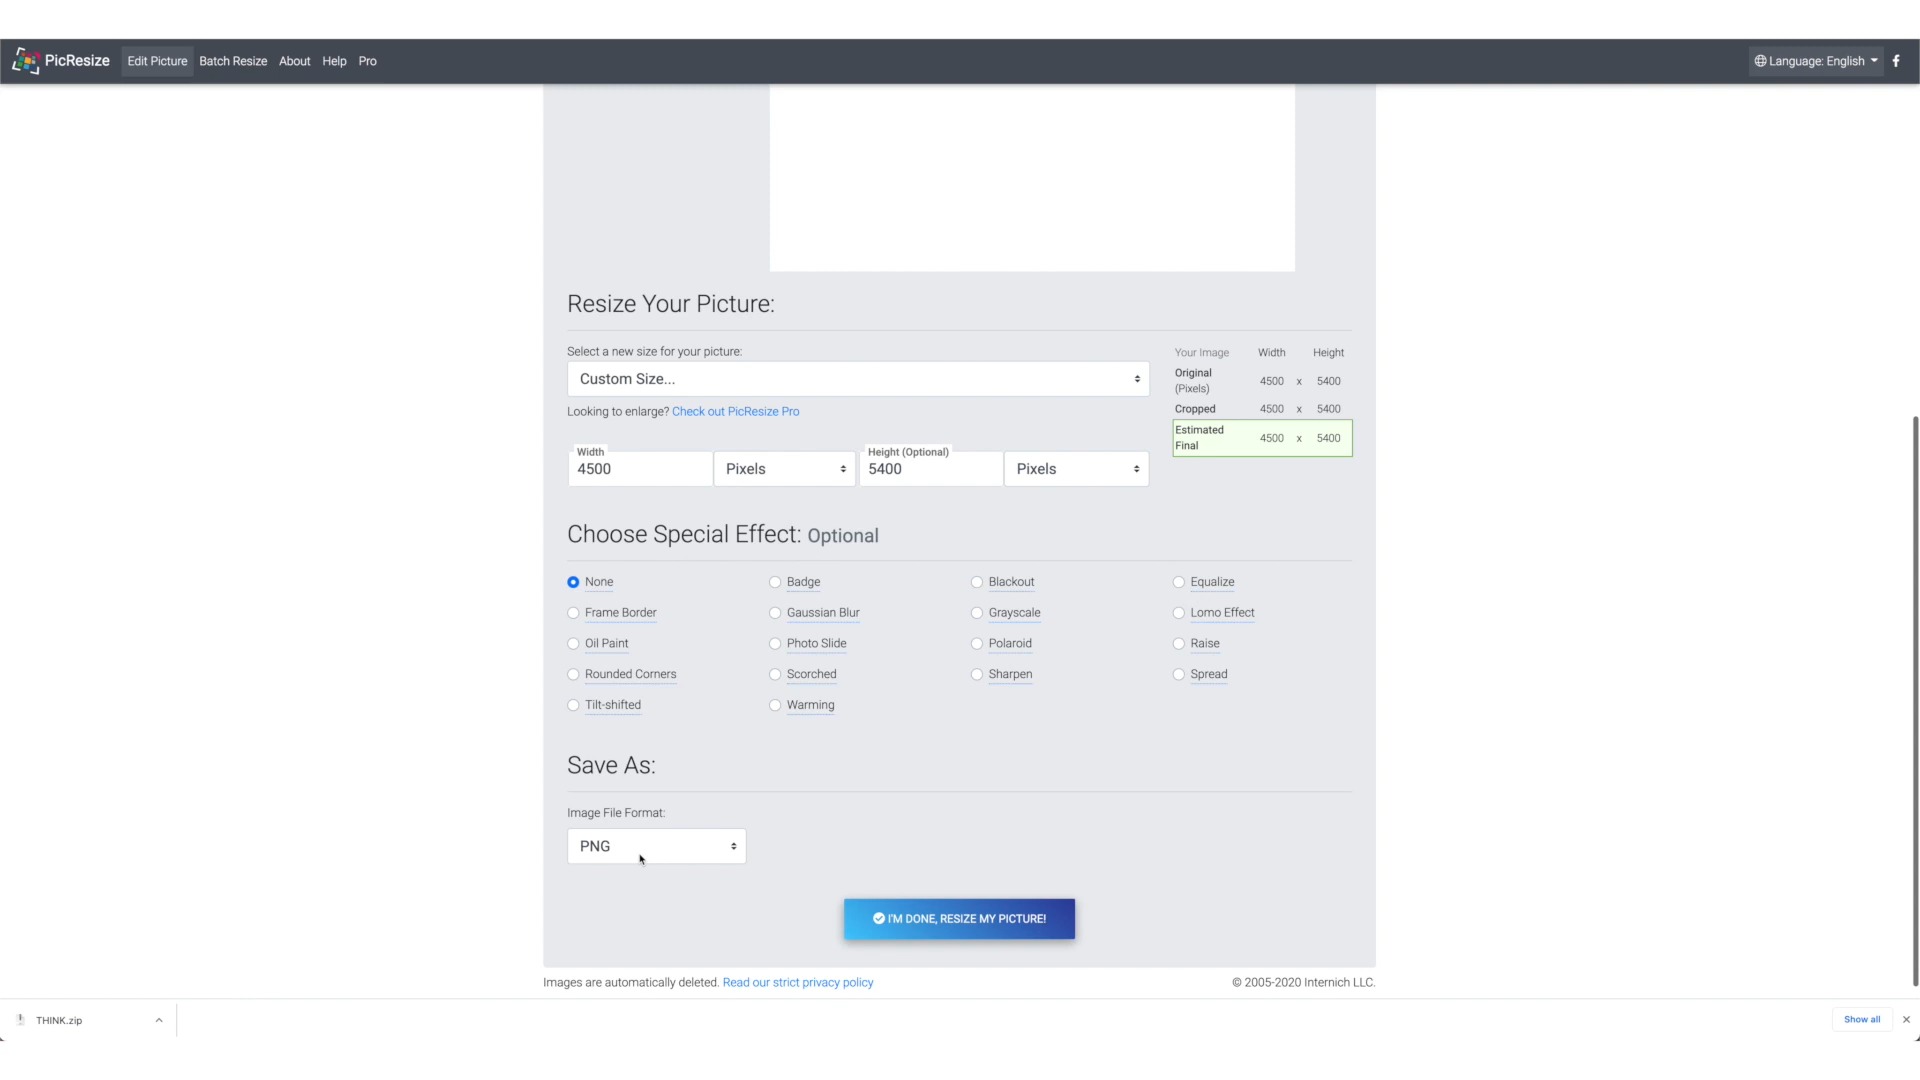 PicResize Edit Picture Batch Resize About Help Pro Language: English
Resize Your Picture:
Select a new size for your picture:
Custom Size...
Looking to enlarge? Check out PicResize Pro
Your Image Width Height
Original (Pixels) 4500 x 5400
Cropped 4500 x 5400
Estimated Final 4500 x 5400
Width Height (Optional)
4500 Pixels 5400 Pixels
Choose Special Effect: Optional
None Badge Blackout Equalize
Frame Border Gaussian Blur Grayscale Lomo Effect
Oil Paint Photo Slide Polaroid Raise
Rounded Corners Scorched Sharpen Spread
Tilt-shifted Warming
Save As:
Image File Format:
PNG
I'M DONE, RESIZE MY PICTURE!
Images are automatically deleted. Read our strict privacy policy © 2005-2020 Internich LLC.
THINK.zip Show all